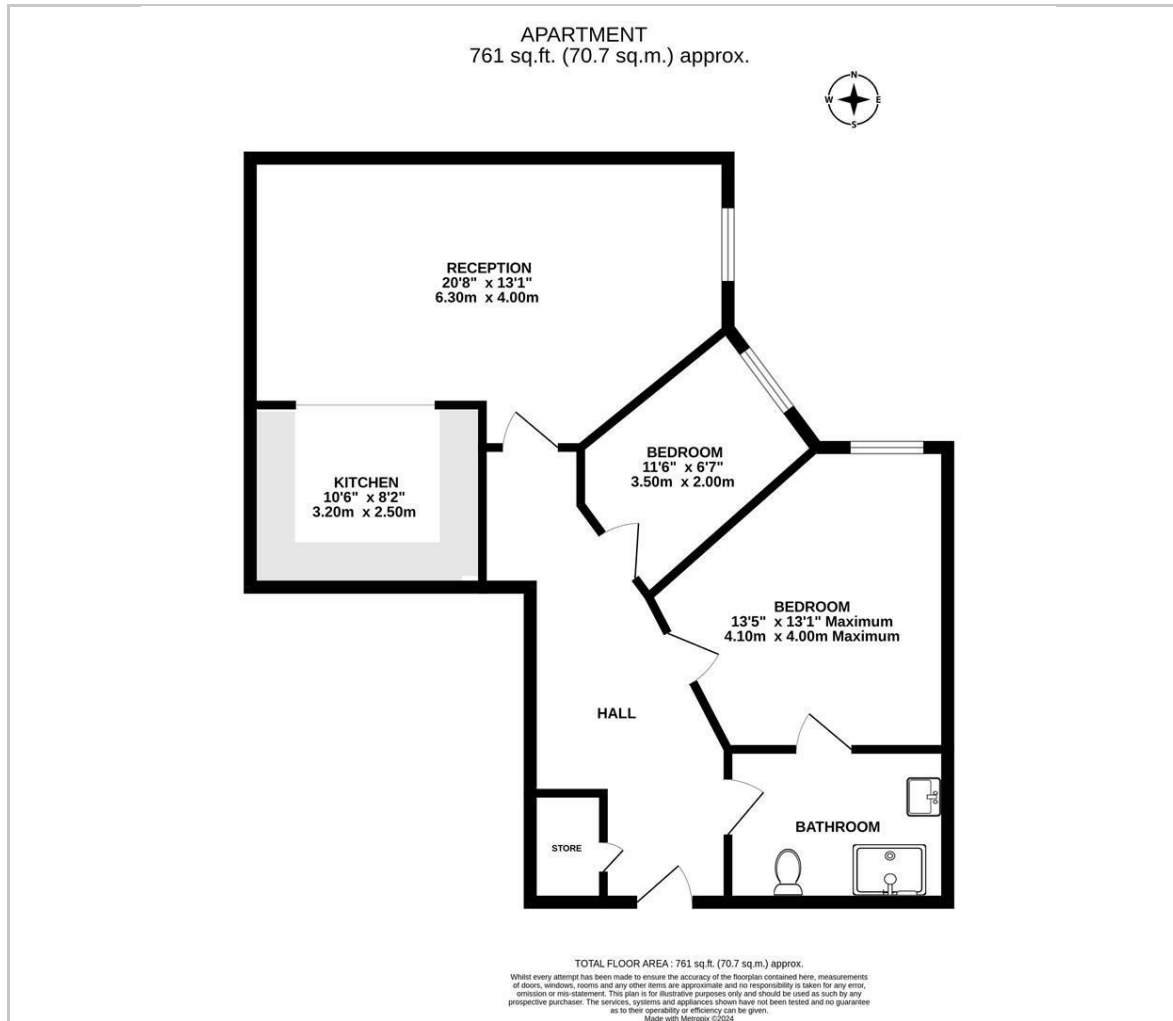 APARTMENT
761 sq.ft. (70.7 sq.m.) approx.
N
W E
S
RECEPTION
20'8" x 13'1"
6.30m x 4.00m
BEDROOM
11'6" x 6'7"
3.50m x 2.00m
KITCHEN
10'6" x 8'2"
3.20m x 2.50m
BEDROOM
13'5" x 13'1" Maximum
4.10m x 4.00m Maximum
HALL
BATHROOM
STORE
TOTAL FLOOR AREA : 761 sq.ft. (70.7 sq.m.) approx.
Whilst every attempt has been made to ensure the accuracy of the floorplan contained here, measurements
of doors, windows, rooms and any other items are approximate and no responsibility is taken for any error,
omission or mis-statement. This plan is for illustrative purposes only and should be used as such by any
prospective purchaser. The services, systems and appliances shown have not been tested and no guarantee
as to their operability or efficiency can be given.
Made with Metropix ©2024